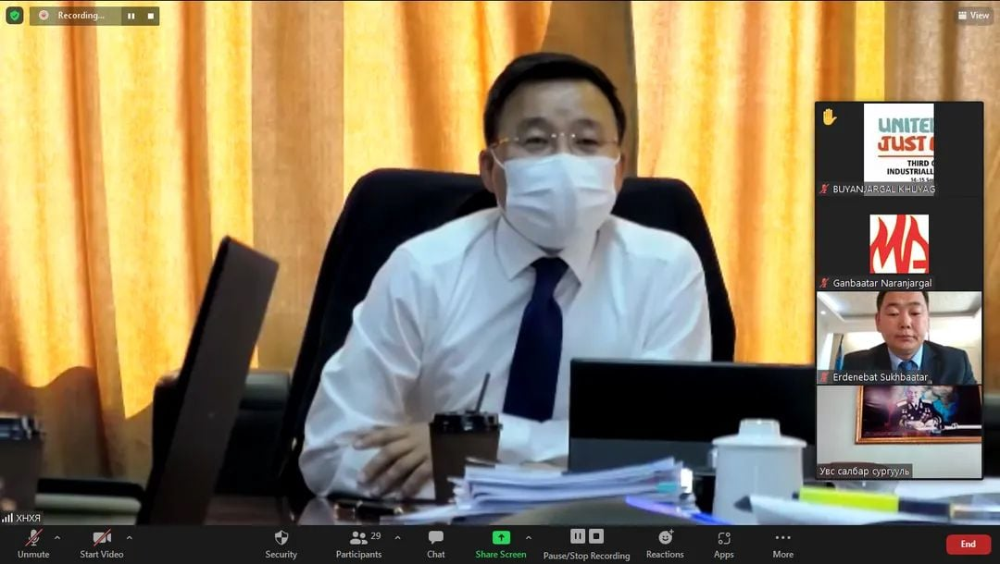 Recording...
View
UNITE
JUST
THIRD
INDUSTRIALL
BUYANJARGAL KHUYAG
Ganbaatar Naranjargal
Erdenebat Sukhbaatar
Увс салбар сургууль
ХНХЯ
Unmute
Start Video
Security
Participants
29
Chat
Share Screen
Pause/Stop Recording
Reactions
Apps
More
End